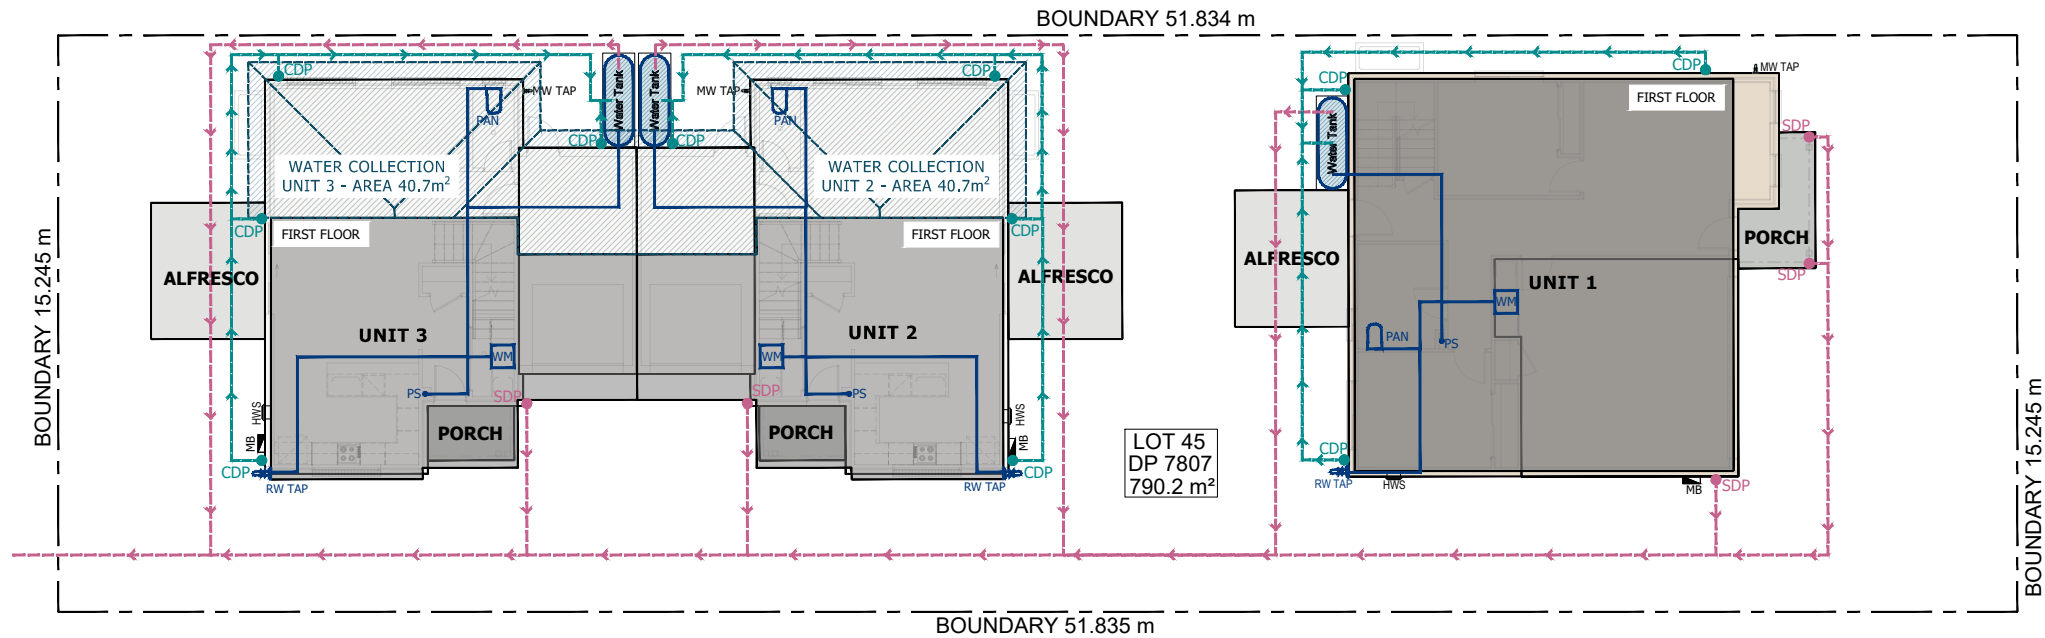 BOUNDARY 51.834 m
CDP
CDP
CDP
CDP
MW TAP
MW TAP
MW TAP
Water Tank
Water Tank
Water Tank
FIRST FLOOR
PAN
PAN
CDP
CDP
SDP
WATER COLLECTION
UNIT 3 - AREA 40.7m²
WATER COLLECTION
UNIT 2 - AREA 40.7m²
CDP
FIRST FLOOR
FIRST FLOOR
CDP
PORCH
ALFRESCO
ALFRESCO
ALFRESCO
SDP
UNIT 1
BOUNDARY 15.245 m
UNIT 3
UNIT 2
WM
WM
WM
PAN
PS
PS
PS
SDP
SDP
HWS
HWS
MB
MB
PORCH
PORCH
LOT 45
DP 7807
790.2 m²
CDP
CDP
CDP
RW TAP
RW TAP
RW TAP
HWS
MB
SDP
BOUNDARY 15.245 m
BOUNDARY 51.835 m